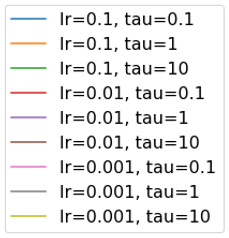 lr=0.1, tau=0.1
lr=0.1, tau=1
lr=0.1, tau=10
lr=0.01, tau=0.1
lr=0.01, tau=1
lr=0.01, tau=10
lr=0.001, tau=0.1
lr=0.001, tau=1
lr=0.001, tau=10